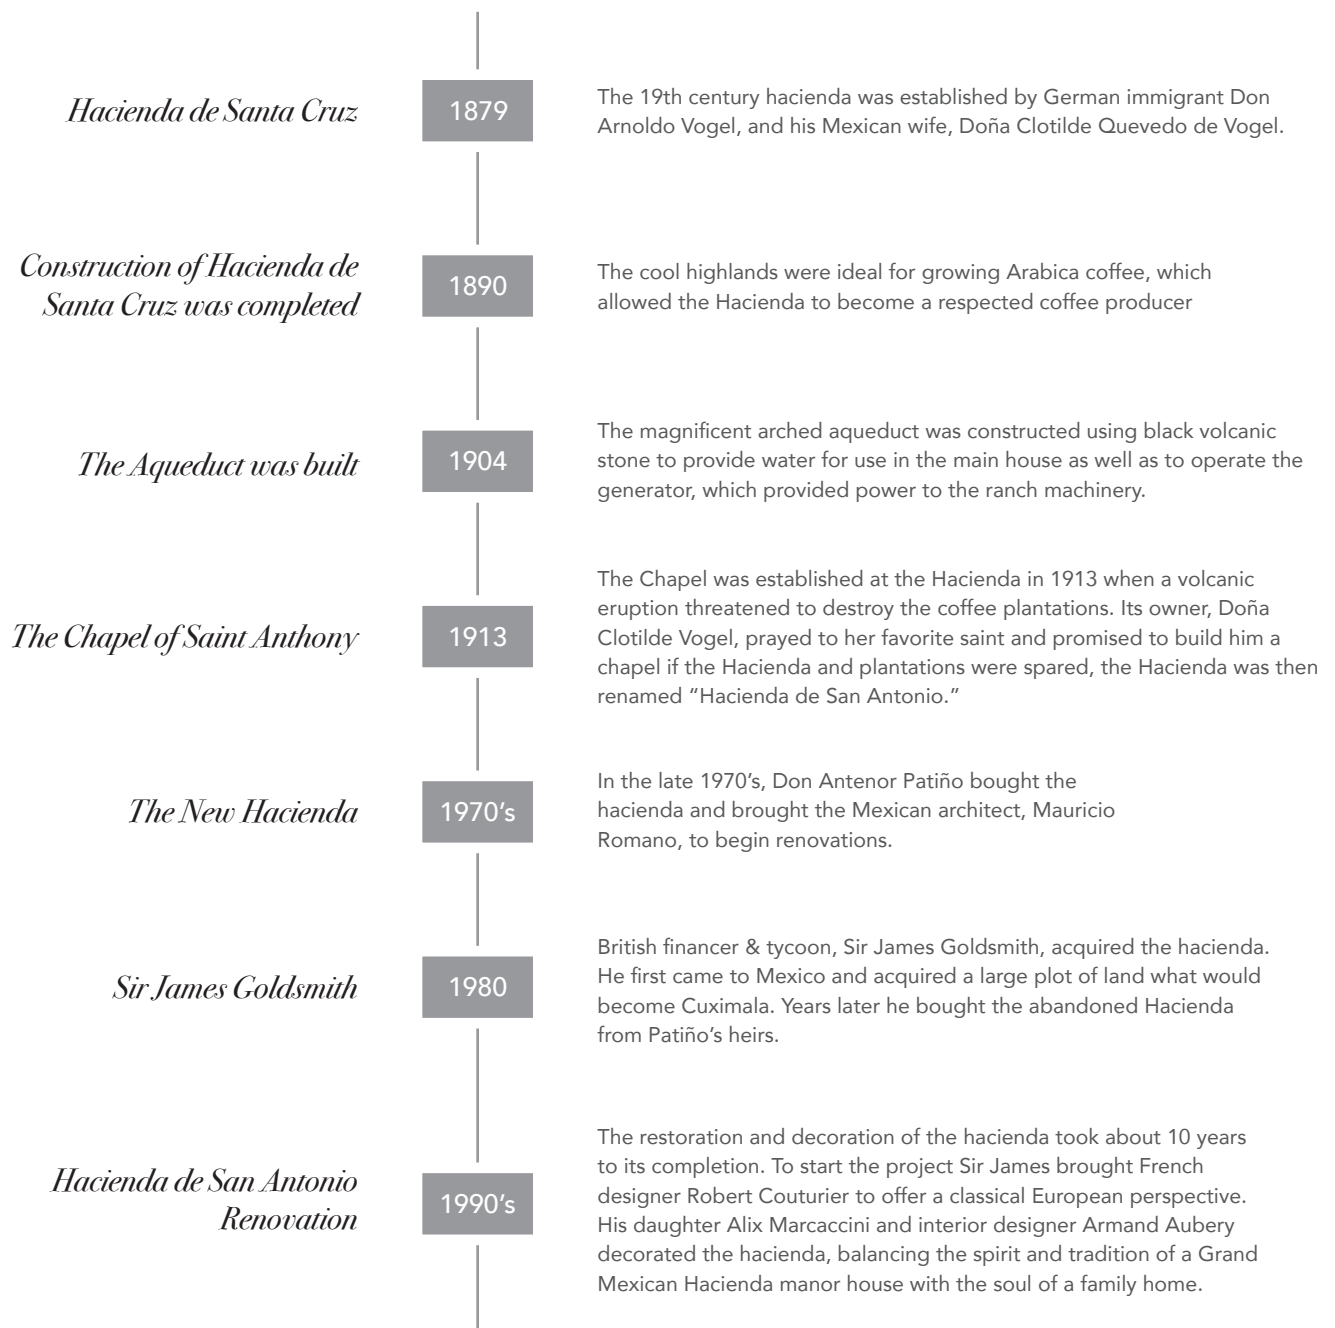 Hacienda de Santa Cruz
1879
The 19th century hacienda was established by German immigrant Don
Arnoldo Vogel, and his Mexican wife, Doña Clotilde Quevedo de Vogel.
Construction of Hacienda de
Santa Cruz was completed
1890
The cool highlands were ideal for growing Arabica coffee, which
allowed the Hacienda to become a respected coffee producer
The Aqueduct was built
1904
The magnificent arched aqueduct was constructed using black volcanic
stone to provide water for use in the main house as well as to operate the
generator, which provided power to the ranch machinery.
The Chapel of Saint Anthony
1913
The Chapel was established at the Hacienda in 1913 when a volcanic
eruption threatened to destroy the coffee plantations. Its owner, Doña
Clotilde Vogel, prayed to her favorite saint and promised to build him a
chapel if the Hacienda and plantations were spared, the Hacienda was then
renamed “Hacienda de San Antonio.”
The New Hacienda
1970’s
In the late 1970’s, Don Antenor Patiño bought the
hacienda and brought the Mexican architect, Mauricio
Romano, to begin renovations.
Sir James Goldsmith
1980
British financer & tycoon, Sir James Goldsmith, acquired the hacienda.
He first came to Mexico and acquired a large plot of land what would
become Cuximala. Years later he bought the abandoned Hacienda
from Patiño’s heirs.
Hacienda de San Antonio
Renovation
1990’s
The restoration and decoration of the hacienda took about 10 years
to its completion. To start the project Sir James brought French
designer Robert Couturier to offer a classical European perspective.
His daughter Alix Marcaccini and interior designer Armand Aubery
decorated the hacienda, balancing the spirit and tradition of a Grand
Mexican Hacienda manor house with the soul of a family home.